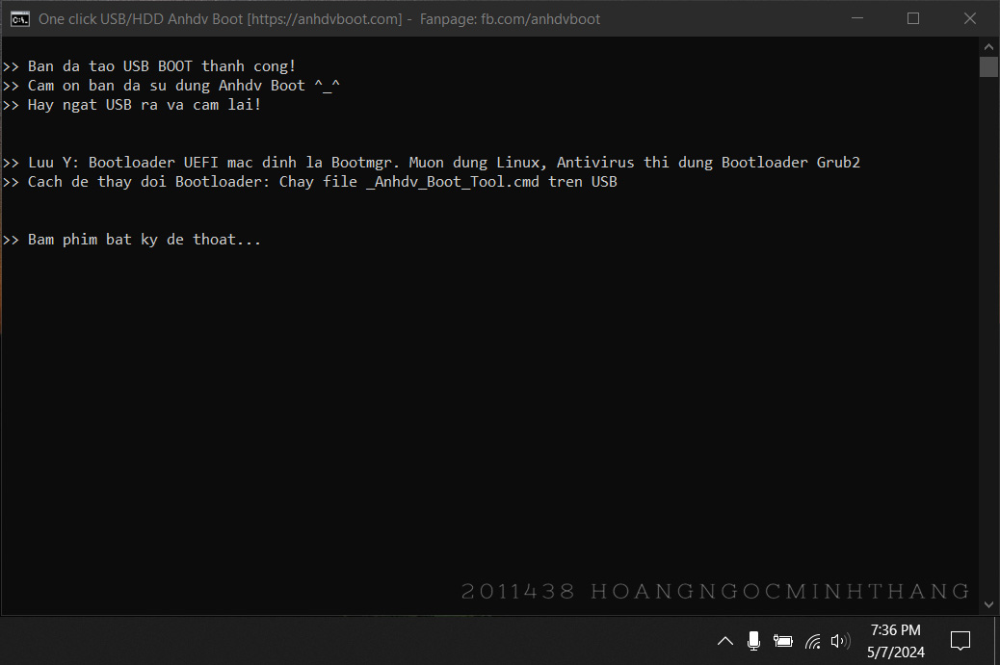 One click USB/HDD Anhdv Boot [https://anhdvboot.com] - Fanpage: fb.com/anhdvboot
>> Ban da tao USB BOOT thanh cong!
>> Cam on ban da su dung Anhdv Boot ^_^
>> Hay ngat USB ra va cam lai!
>> Luu Y: Bootloader UEFI mac dinh la Bootmgr. Muon dung Linux, Antivirus thi dung Bootloader Grub2
>> Cach de thay doi Bootloader: Chay file _Anhdv_Boot_Tool.cmd tren USB
>> Bam phim bat ky de thoat...
2011438 HOANGNGOCMINHTHANG
7:36 PM
5/7/2024